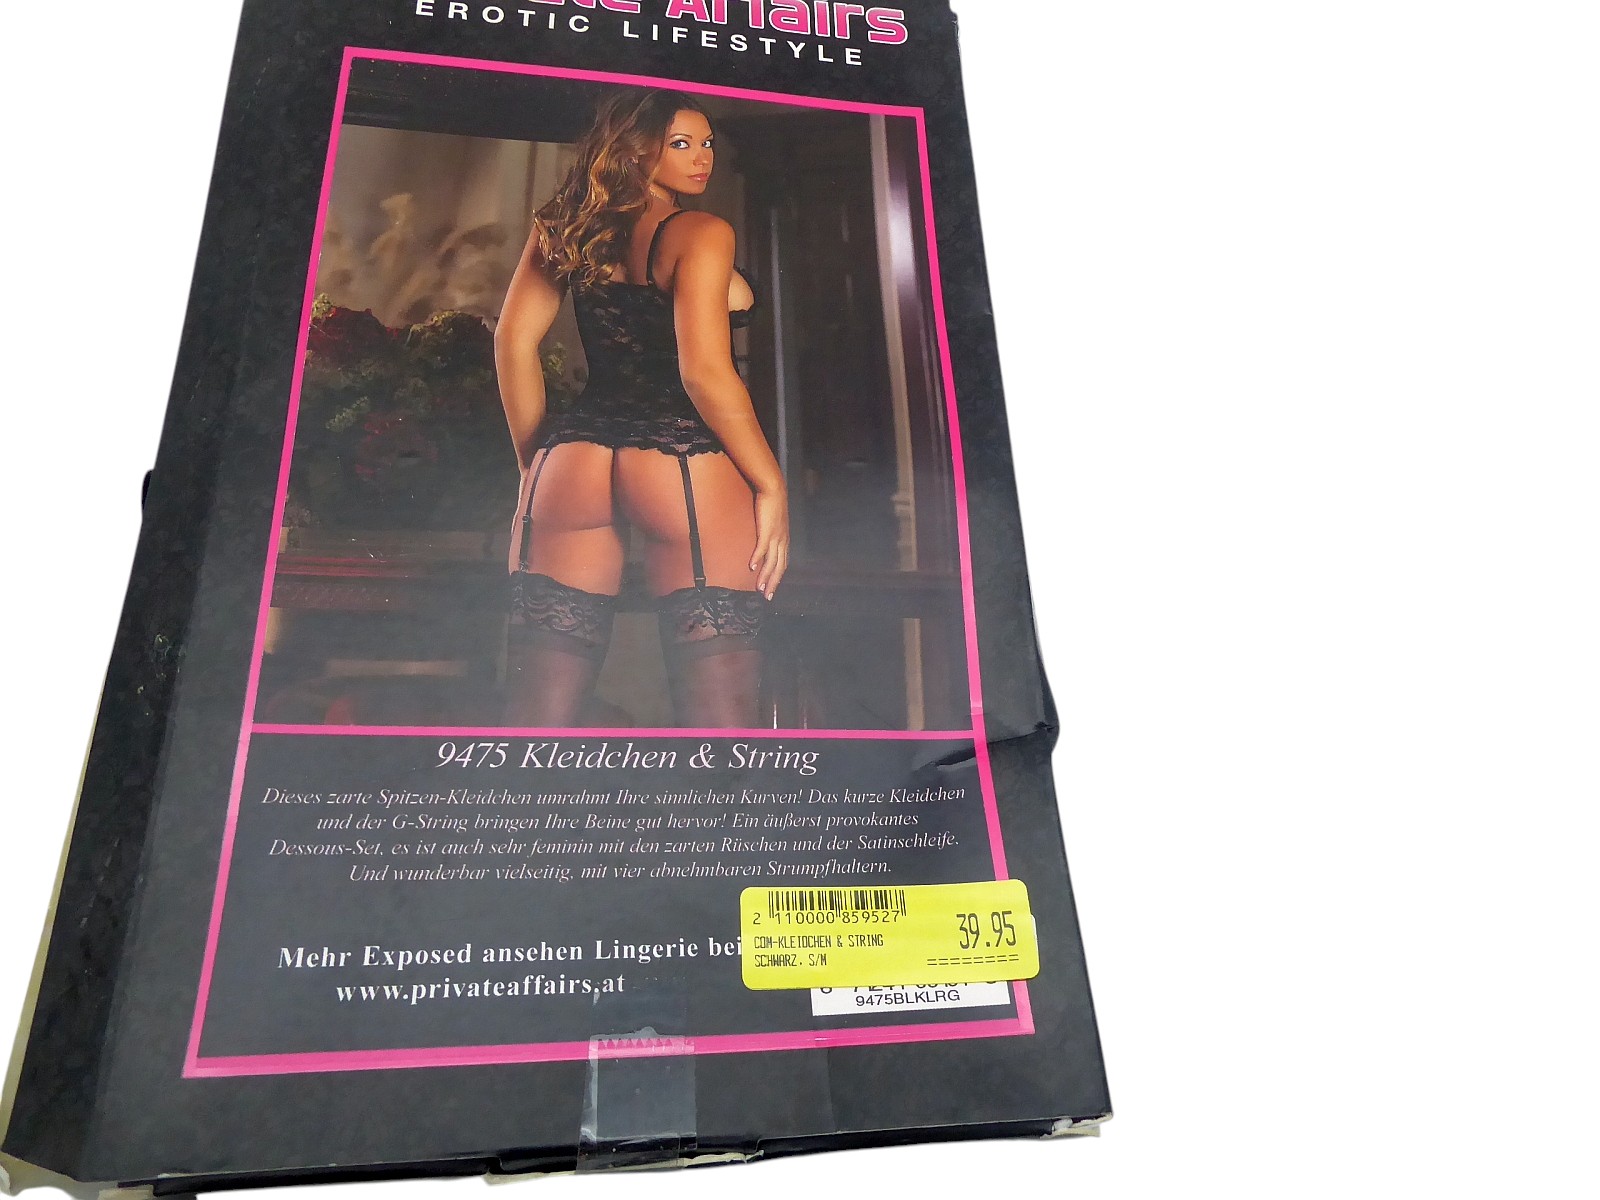 Affairs
EROTIC LIFESTYLE
9475 Kleidchen & String
Dieses zarte Spitzen-Kleidchen umrahmt Ihre sinnlichen Kurven! Das kurze Kleidchen
und der G-String bringen Ihre Beine gut hervor! Ein äußerst provokantes
Dessous-Set, es ist auch sehr feminin mit den zarten Rüschen und der Satinschleife.
Und wunderbar vielseitig, mit vier abnehmbaren Strumpfhaltern.
Mehr Exposed ansehen Lingerie bei
www.privateaffairs.at
2 110000 859527
39.95
COM-KLEIDCHEN & STRING
SCHWARZ. S/M
========
9475BLKLRG